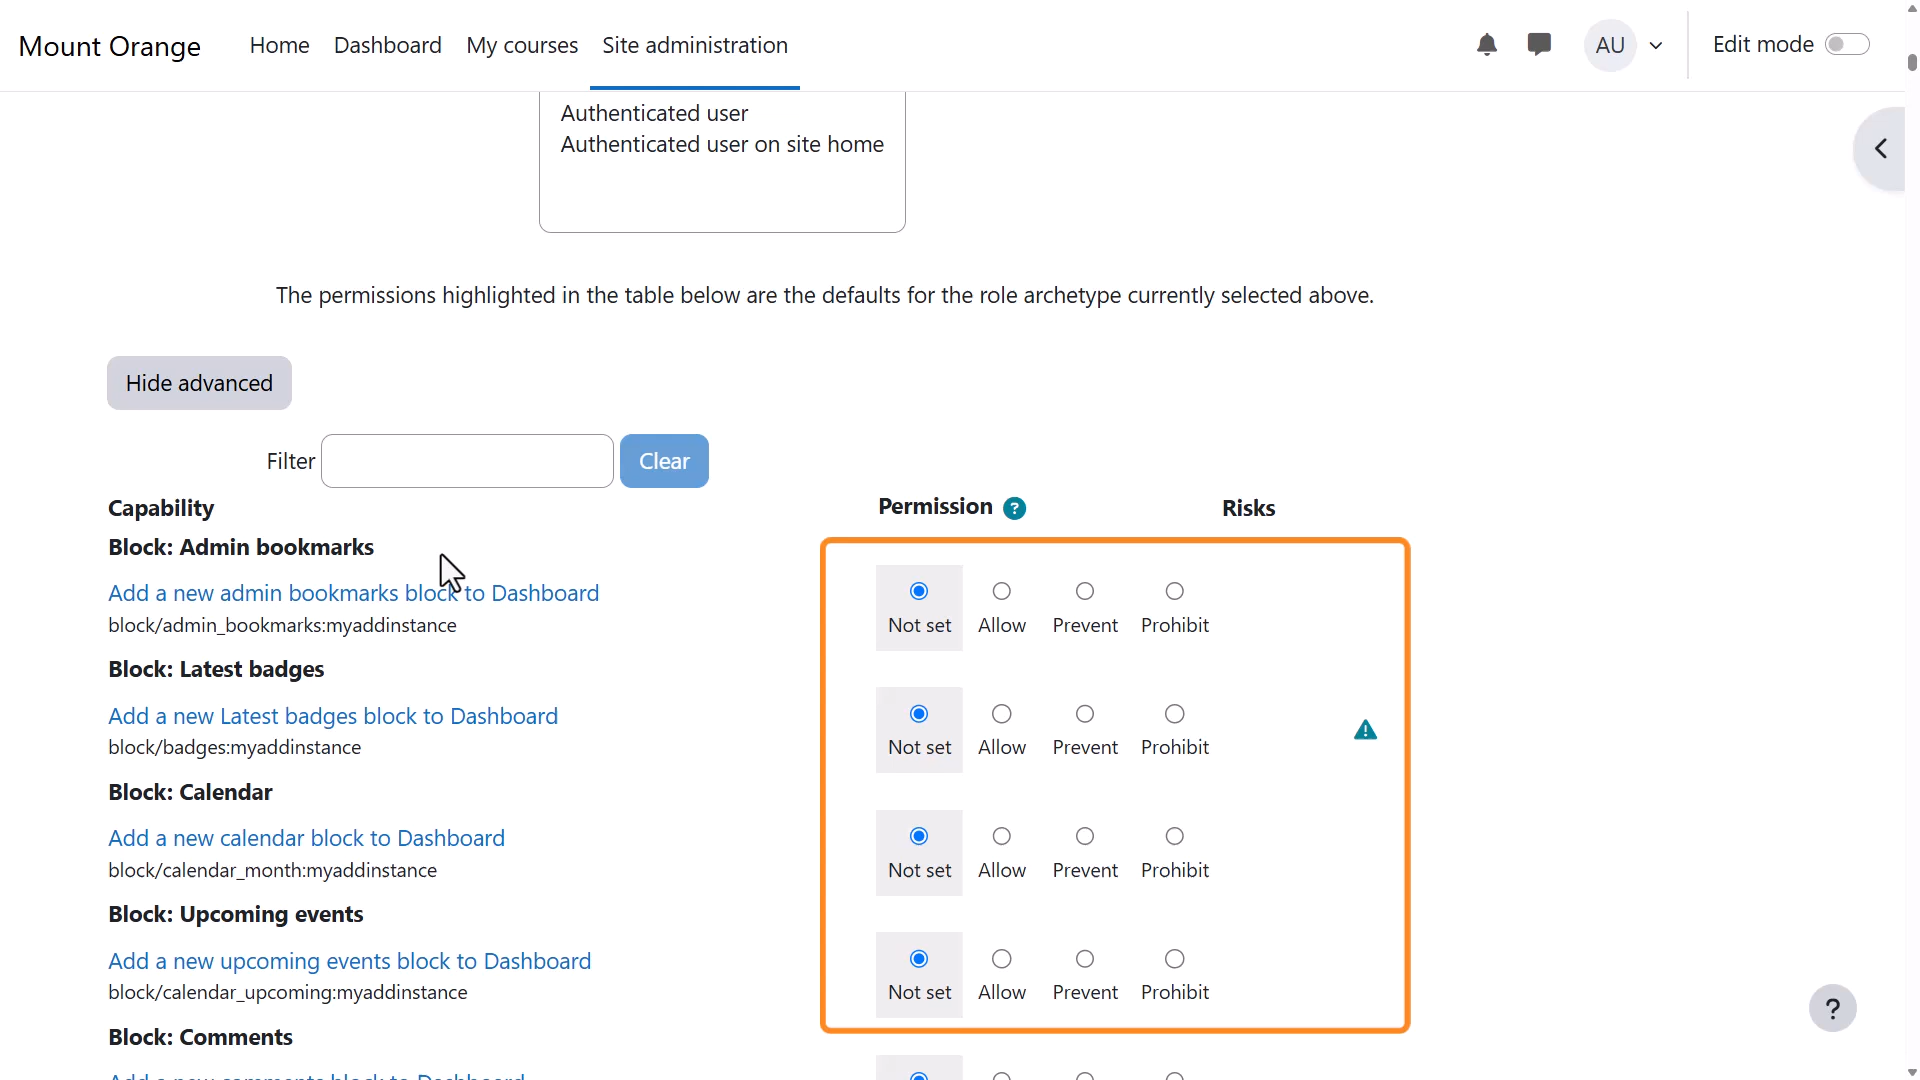 Mount Orange
Home
Dashboard
My courses
Site administration
AU
Edit mode
Authenticated user
Authenticated user on site home
The permissions highlighted in the table below are the defaults for the role archetype currently selected above.
Hide advanced
Filter
Clear
Capability
Permission ?
Risks
Block: Admin bookmarks
Add a new admin bookmarks block to Dashboard
block/admin_bookmarks:myaddinstance
Not set
Allow
Prevent
Prohibit
Block: Latest badges
Add a new Latest badges block to Dashboard
block/badges:myaddinstance
Not set
Allow
Prevent
Prohibit
Block: Calendar
Add a new calendar block to Dashboard
block/calendar_month:myaddinstance
Not set
Allow
Prevent
Prohibit
Block: Upcoming events
Add a new upcoming events block to Dashboard
block/calendar_upcoming:myaddinstance
Not set
Allow
Prevent
Prohibit
?
Block: Comments
Add a new comments block to Dashboard